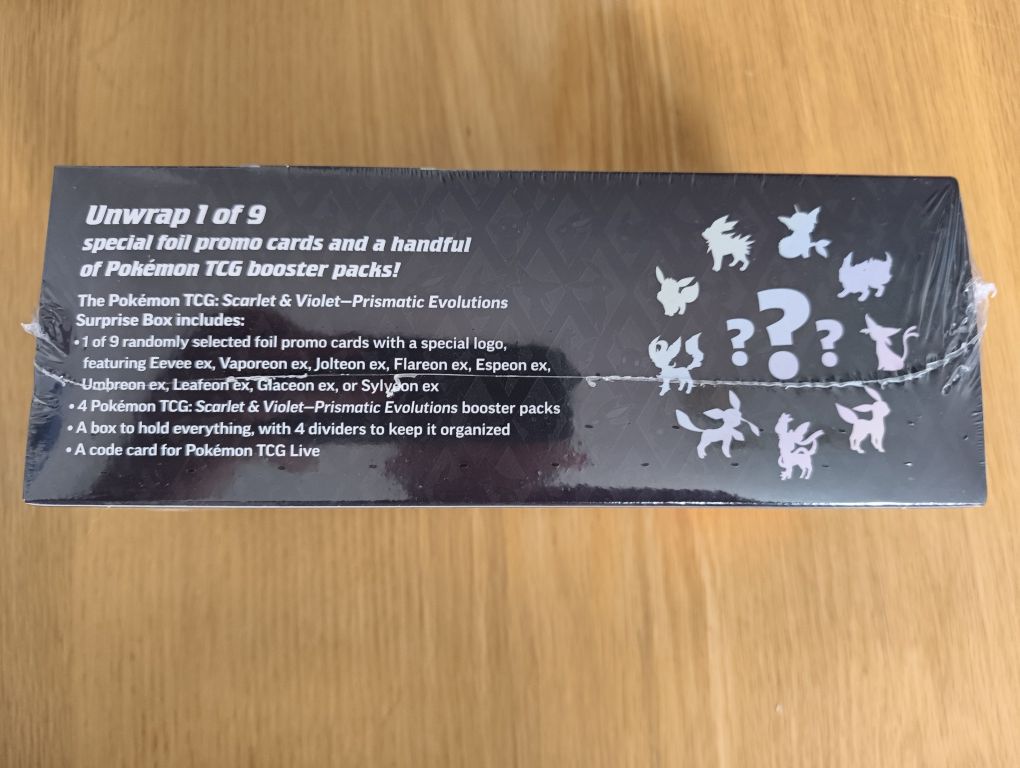 Unwrap 1 of 9
special foil promo cards and a handful
of Pokémon TCG booster packs!
The Pokémon TCG: Scarlet & Violet—Prismatic Evolutions
Surprise Box includes:
• 1 of 9 randomly selected foil promo cards with a special logo,
featuring Eevee ex, Vaporeon ex, Jolteon ex, Flareon ex, Espeon ex,
Umbreon ex, Leafeon ex, Glaceon ex, or Sylveon ex
• 4 Pokémon TCG: Scarlet & Violet—Prismatic Evolutions booster packs
• A box to hold everything, with 4 dividers to keep it organized
• A code card for Pokémon TCG Live
???